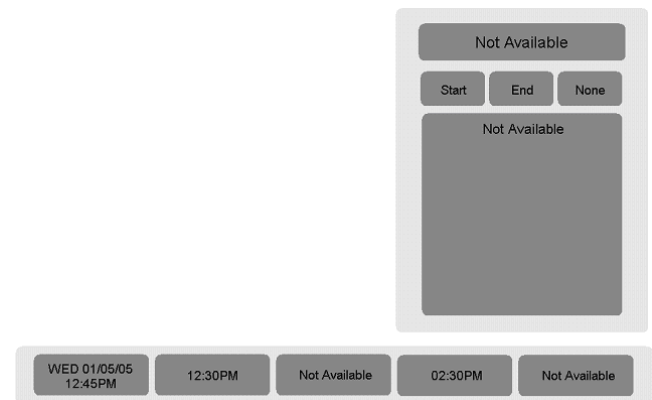 Not Available
Start End None
Not Available
WED 01/05/05
12:45PM
12:30PM
Not Available
02:30PM
Not Available